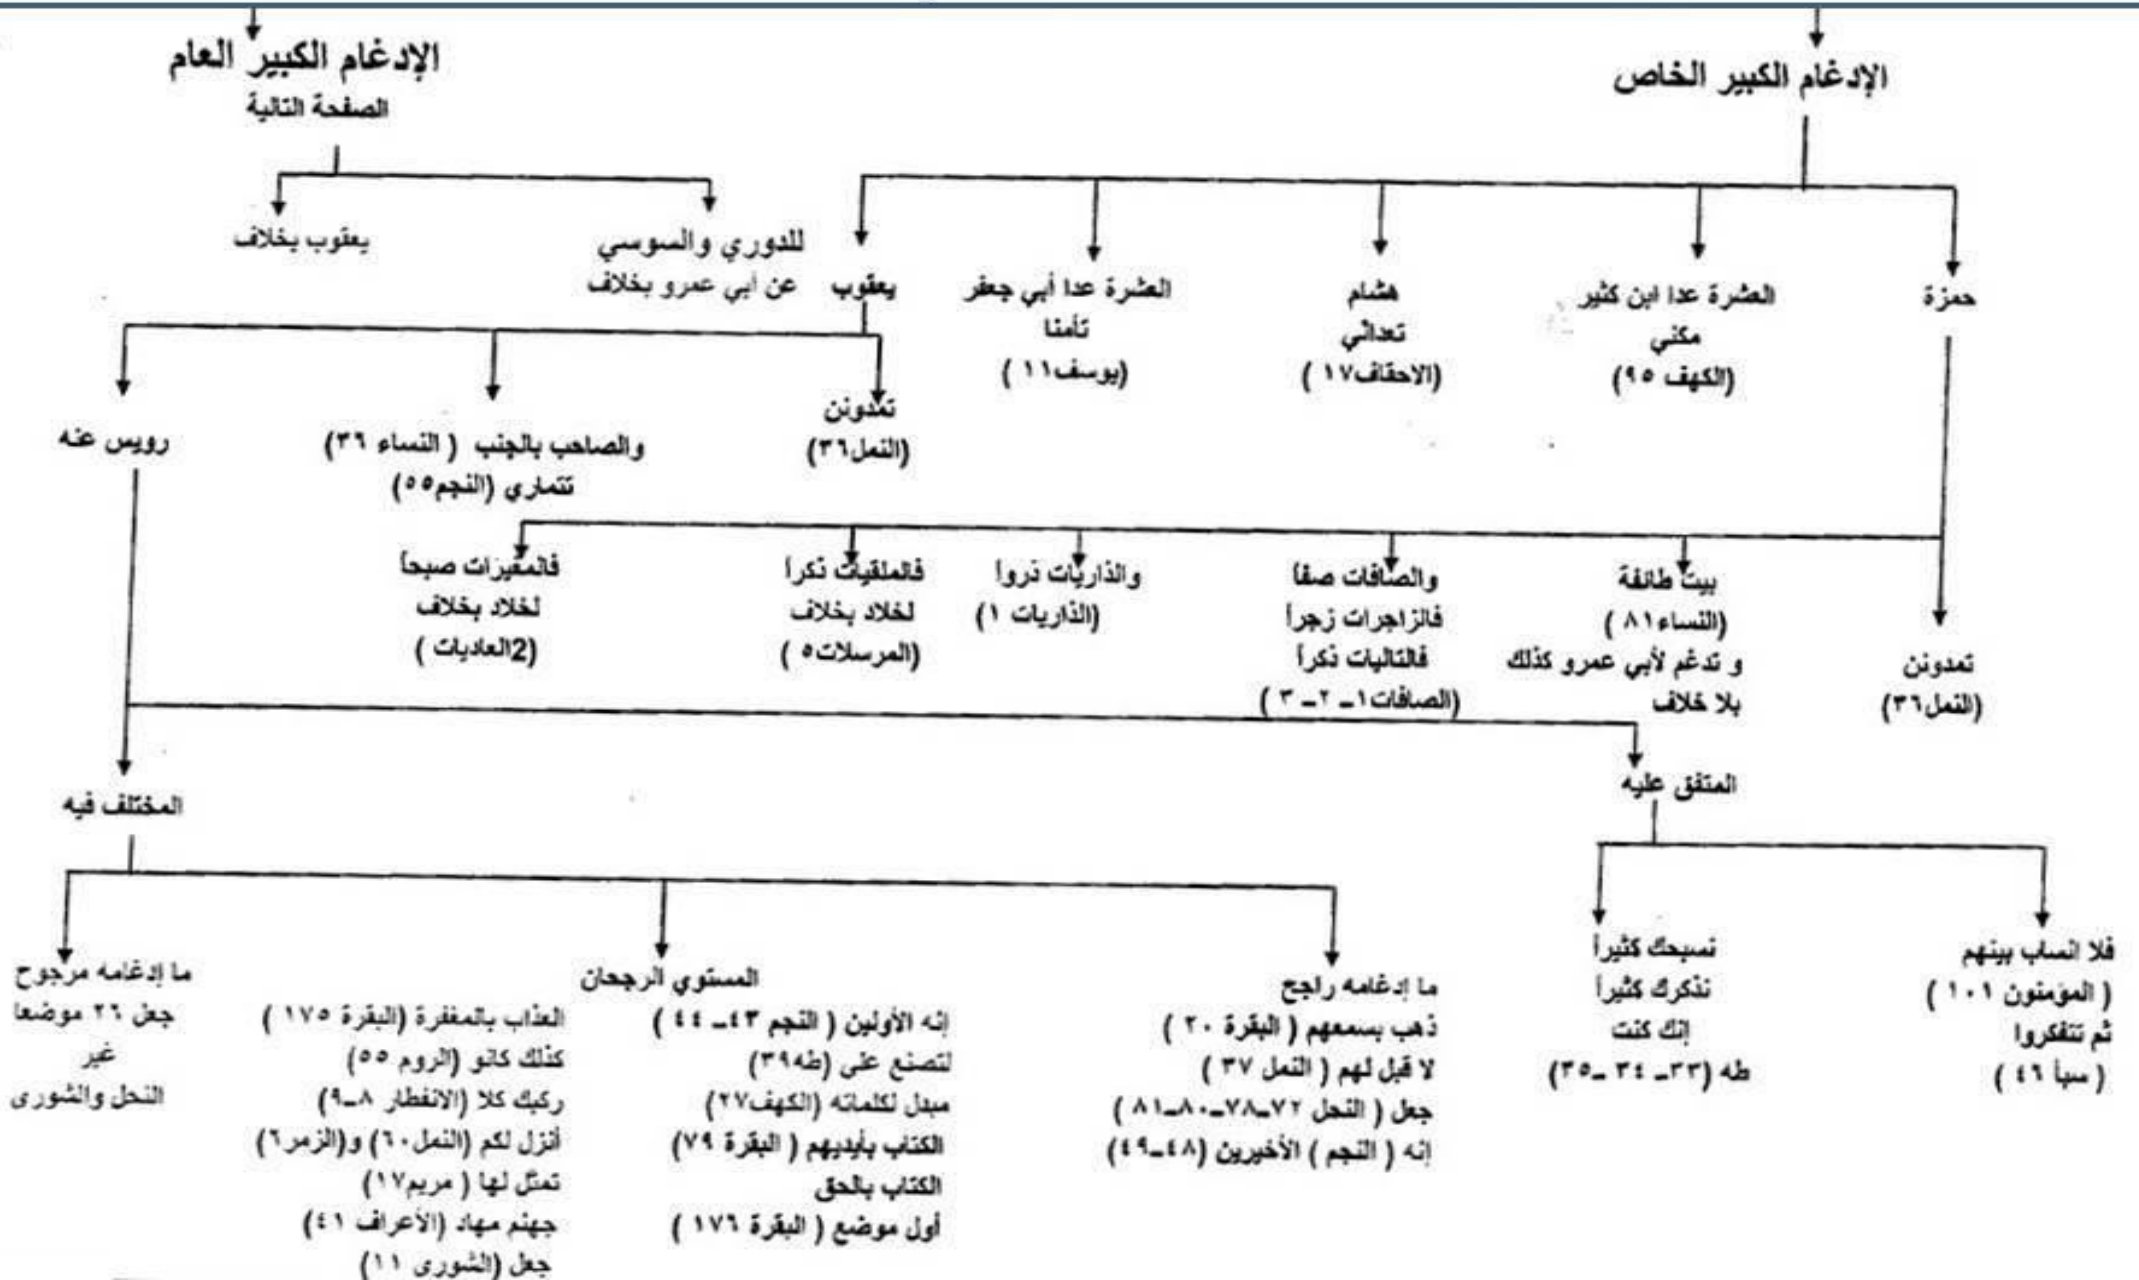 الإدغام الكبير الخاص
الإدغام الكبير العام
الصفحة التالية
حمزة
العشرة عدا ابن كثير
مكني
(الكهف ٩٥)
هشام
تعداني
(الاحقاف١٧ )
العشرة عدا أبي جعفر
تأمنا
(يوسف١١ )
يعقوب
للدوري والسوسي
عن أبي عمرو بخلاف
يعقوب بخلاف
تمدونن
(النمل٣٦)
والصاحب بالجنب ( النساء ٣٦)
تتماري (النجم٥٥)
رويس عنه
تمدونن
(النمل٣٦)
بيت طائفة
(النساء٨١ )
و تدغم لأبي عمرو كذلك
بلا خلاف
والصافات صفا
فالزاجرات زجراً
فالتاليات ذكراً
(الصافات١ـ ٢ـ ٣ )
والذاريات ذروا
(الذاريات ١)
فالملقيات ذكراً
لخلاد بخلاف
(المرسلات٥ )
فالمغيرات صبحاً
لخلاد بخلاف
(2العاديات )
المتفق عليه
المختلف فيه
فلا انساب بينهم
( المؤمنون ١٠١ )
ثم تتفكروا
( سبأ ٤٦ )
نسبحك كثيراً
نذكرك كثيراً
إنك كنت
طه (٣٣ـ ٣٤ ـ٣٥)
ما إدغامه راجح
ذهب بسمعهم ( البقرة ٢٠ )
لا قبل لهم ( النمل ٣٧ )
جعل ( النحل ٧٢ـ٧٨ـ٨٠ـ٨١ )
إنه ( النجم ) الأخيرين (٤٨ـ٤٩)
المستوي الرجحان
إنه الأولين ( النجم ٤٣ـ ٤٤ )
لتصنع على (طه٣٩)
مبدل لكلماته (الكهف٢٧)
الكتاب بأيديهم ( البقرة ٧٩)
الكتاب بالحق
أول موضع ( البقرة ١٧٦ )
العذاب بالمغفرة (البقرة ١٧٥ )
كذلك كانو (الروم ٥٥)
ركبك كلا (الانفطار ٨ـ٩)
أنزل لكم (النمل٦٠) و(الزمر٦)
تمثل لها ( مريم١٧)
جهنم مهاد (الأعراف ٤١)
جعل (الشورى ١١)
ما إدغامه مرجوح
جعل ٢٦ موضعا
غير
النحل والشورى